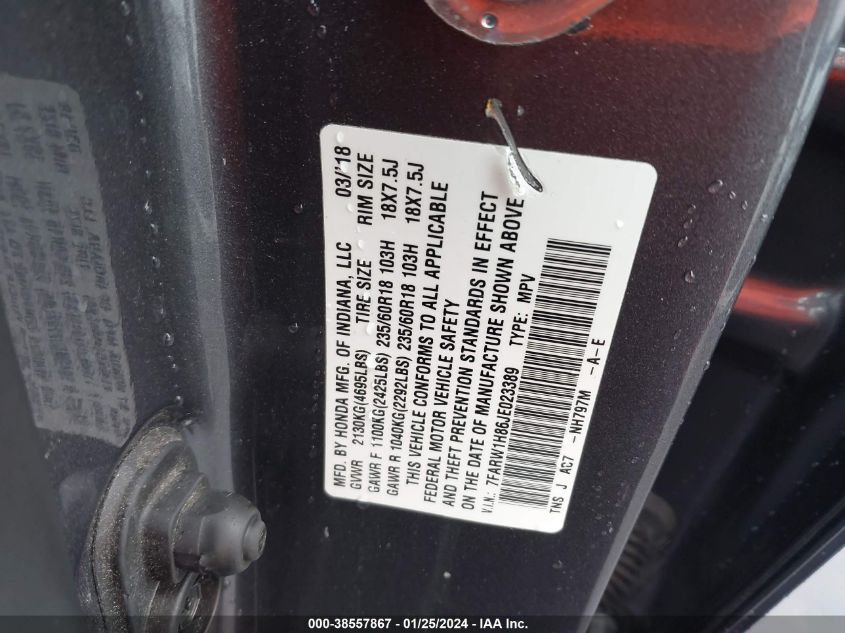 MFD. BY HONDA MFG. OF INDIANA, LLC 03/18
GVWR 2130KG(4695LBS) TIRE SIZE RIM SIZE
GAWR F 1100KG(2425LBS) 235/60R18 103H 18X7.5J
GAWR R 1040KG(2292LBS) 235/60R18 103H 18X7.5J
THIS VEHICLE CONFORMS TO ALL APPLICABLE
FEDERAL MOTOR VEHICLE SAFETY
AND THEFT PREVENTION STANDARDS IN EFFECT
ON THE DATE OF MANUFACTURE SHOWN ABOVE
V.I.N.: 7FARW1H86JE023389 TYPE: MPV
TNS J AC7 -NH797M -A-E
000-38557867 - 01/25/2024 - IAA Inc.